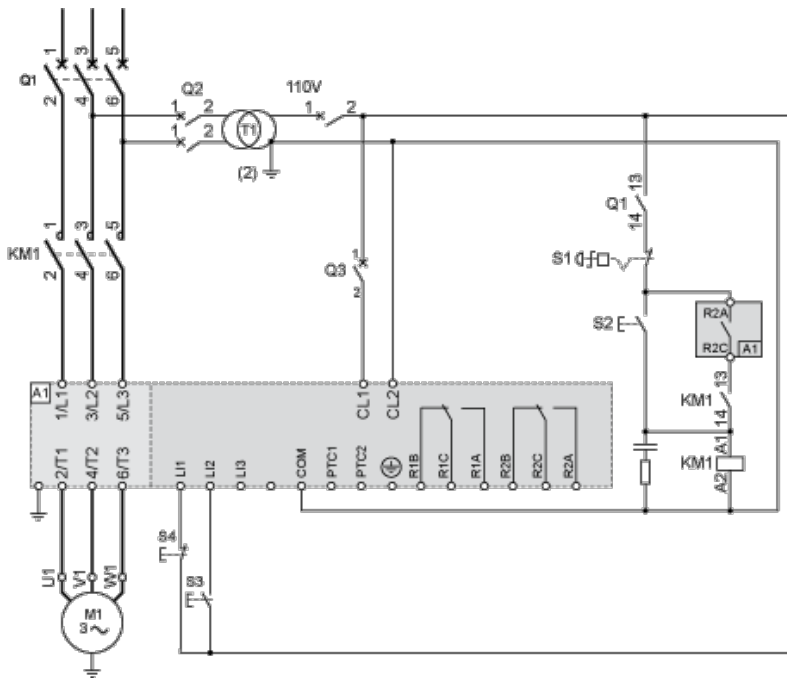 1 3 5
Q1
2 4 6
Q2
1 2
1 2
T1
(2)
110V
1 2
13
Q1
14
S1
1 3 5
KM1
2 4 6
1
Q3
2
S2
R2A
R2C A1
13
KM1
14
A1
KM1
A2
A1
1/L1 3/L2 5/L3 CL1 CL2
2/T1 4/T2 6/T3 LI1 LI2 LI3 COM PTC1 PTC2 R1B R1C R1A R2B R2C R2A
S4
S3
U1 V1 W1
M1
3 ~